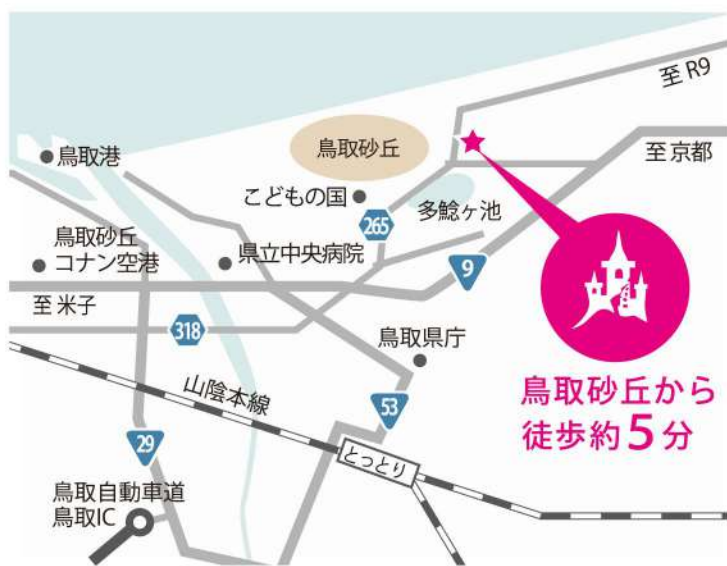 至 R9
鳥取砂丘
至 京都
鳥取港
こどもの国
265
多鯰ヶ池
鳥取砂丘
コナン空港
県立中央病院
9
至 米子
318
鳥取県庁
山陰本線
53
鳥取砂丘から
徒歩約5分
29
とっとり
鳥取自動車道
鳥取IC